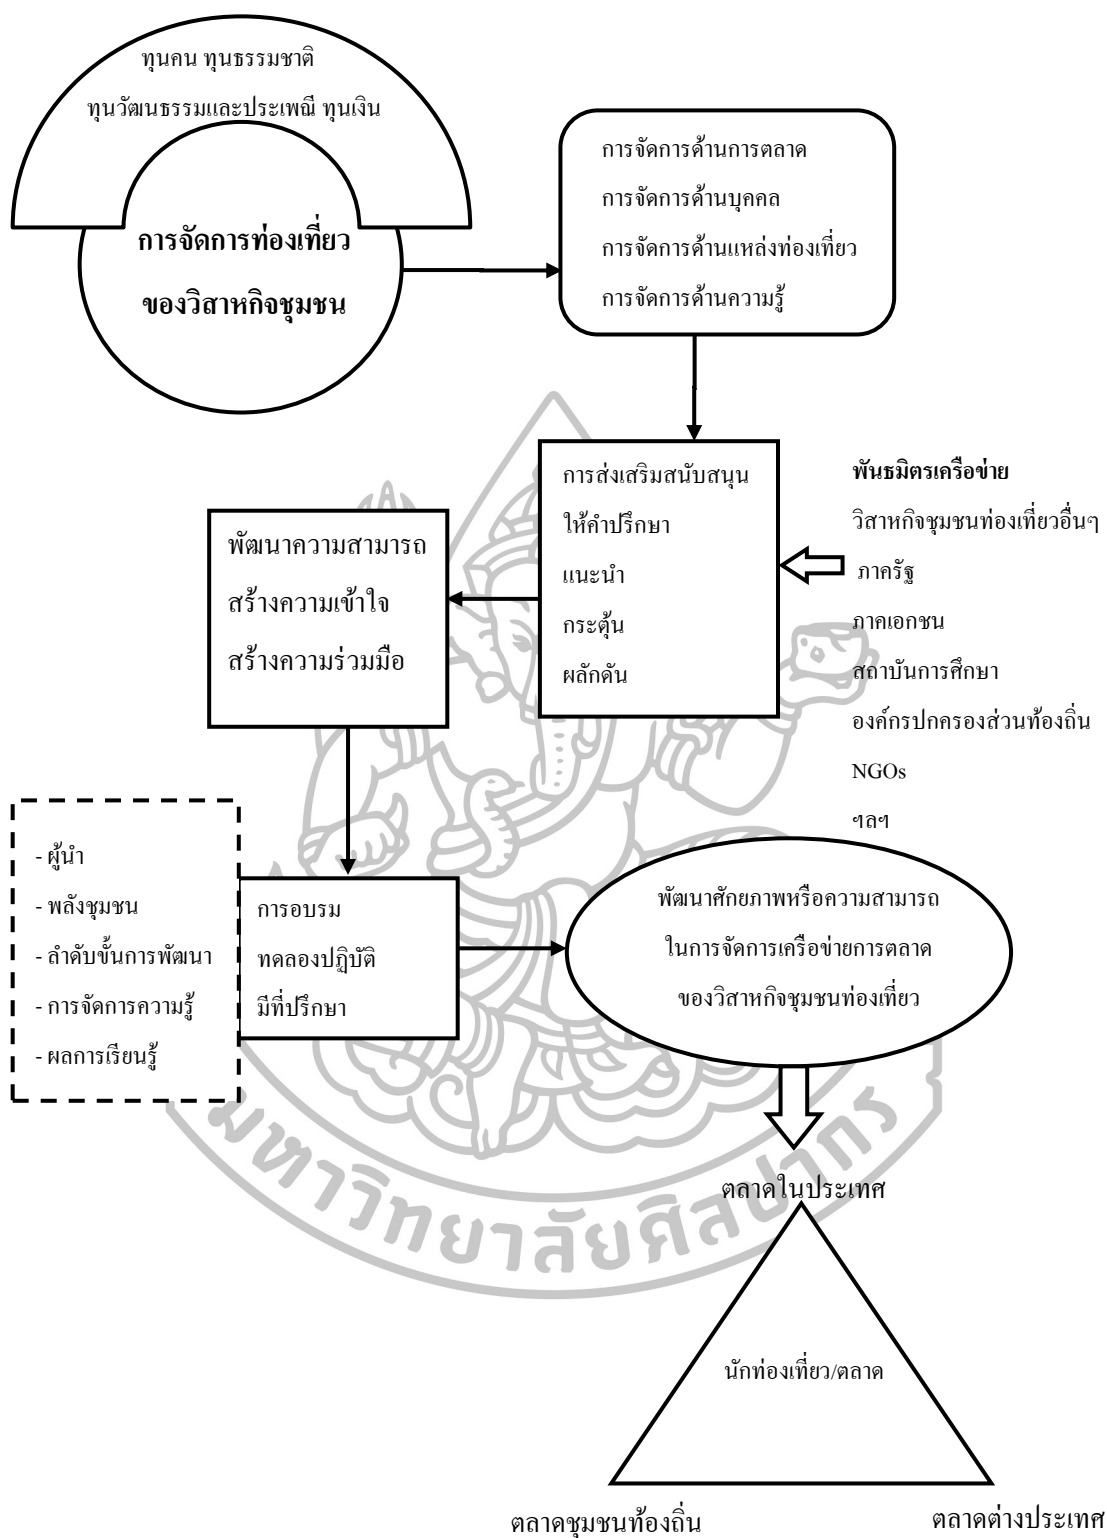 ทุนคน ทุนธรรมชาติ
ทุนวัฒนธรรมและประเพณี ทุนเงิน
การจัดการท่องเที่ยว
ของวิสาหกิจชุมชน
การจัดการด้านการตลาด
การจัดการด้านบุคคล
การจัดการด้านแหล่งท่องเที่ยว
การจัดการด้านความรู้
การส่งเสริมสนับสนุน
ให้คำปรึกษา
แนะนำ
กระตุ้น
ผลักดัน
พันธมิตรเครือข่าย
วิสาหกิจชุมชนท่องเที่ยวอื่นๆ
ภาครัฐ
ภาคเอกชน
สถาบันการศึกษา
องค์กรปกครองส่วนท้องถิ่น
NGOs
ฯลฯ
พัฒนาความสามารถ
สร้างความเข้าใจ
สร้างความร่วมมือ
- ผู้นำ
- พลังชุมชน
- ลำดับขั้นการพัฒนา
- การจัดการความรู้
- ผลการเรียนรู้
การอบรม
ทดลองปฏิบัติ
มีที่ปรึกษา
พัฒนาศักยภาพหรือความสามารถ
ในการจัดการเครือข่ายการตลาด
ของวิสาหกิจชุมชนท่องเที่ยว
มหาวิทยาลัยศิลปากร
ตลาดในประเทศ
นักท่องเที่ยว/ตลาด
ตลาดชุมชนท้องถิ่น
ตลาดต่างประเทศ